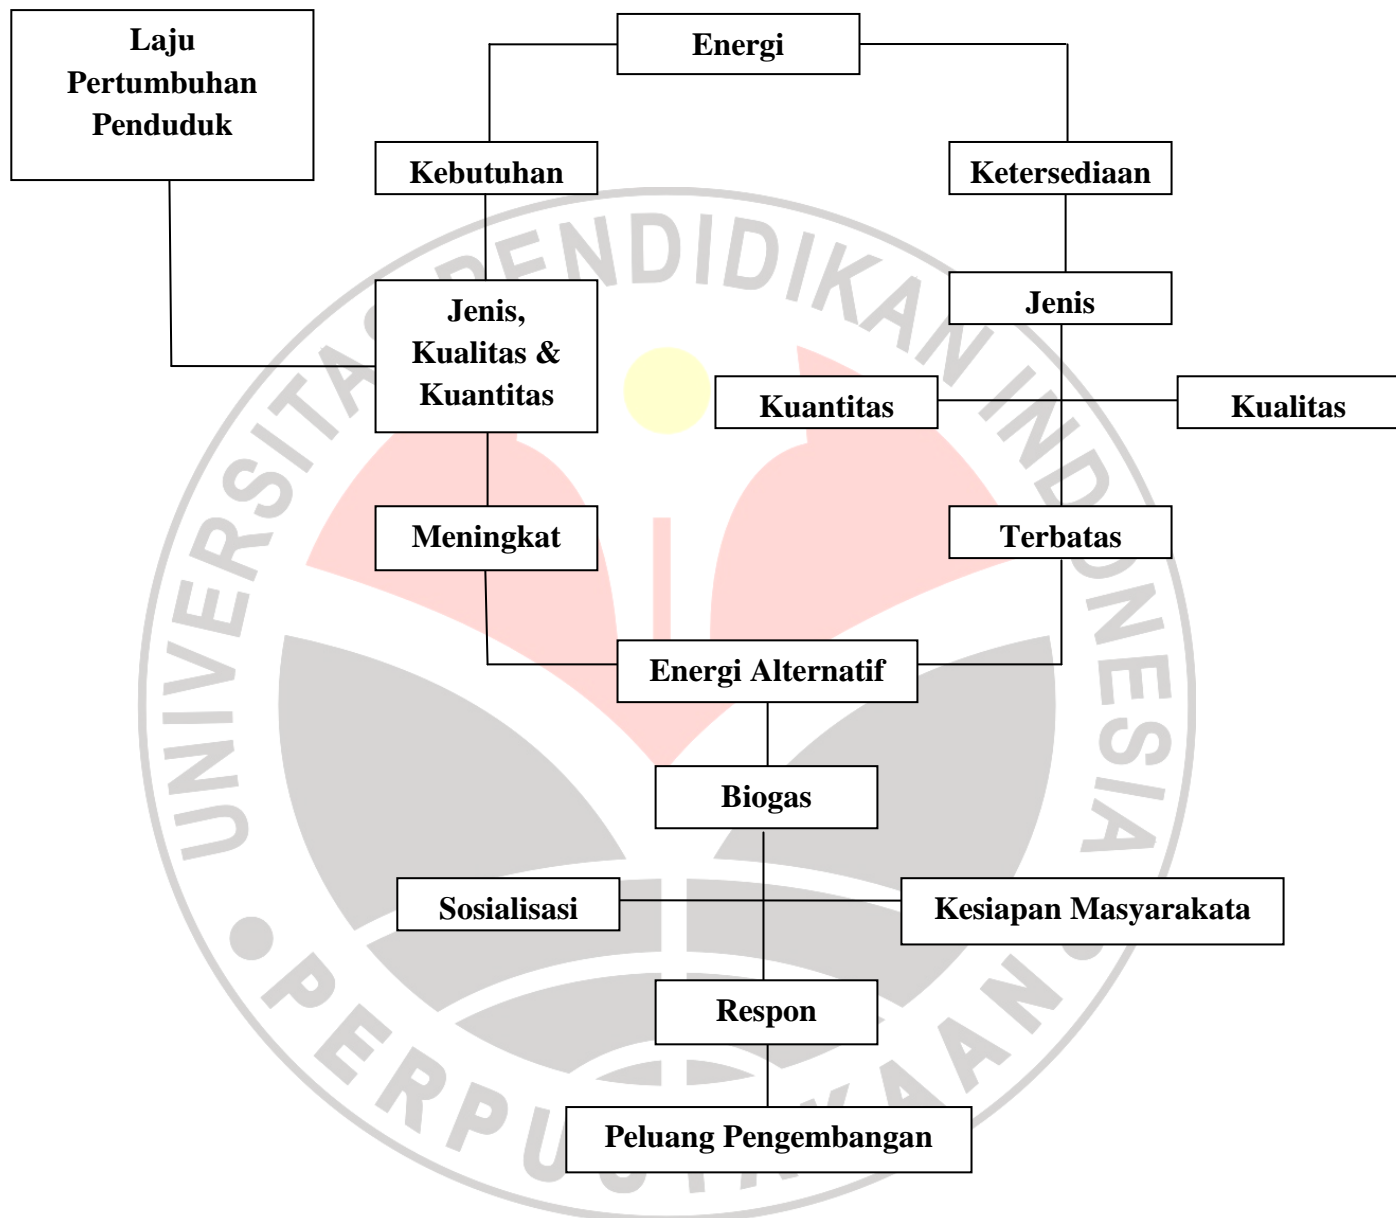 Laju
Pertumbuhan
Penduduk
Energi
Kebutuhan
Ketersediaan
Jenis,
Kualitas &
Kuantitas
Jenis
Kuantitas
Kualitas
Meningkat
Terbatas
Energi Alternatif
Biogas
Sosialisasi
Kesiapan Masyarakata
Respon
Peluang Pengembangan
UNIVERSITAS PENDIDIKAN INDONESIA
PERPUSTAKAAN